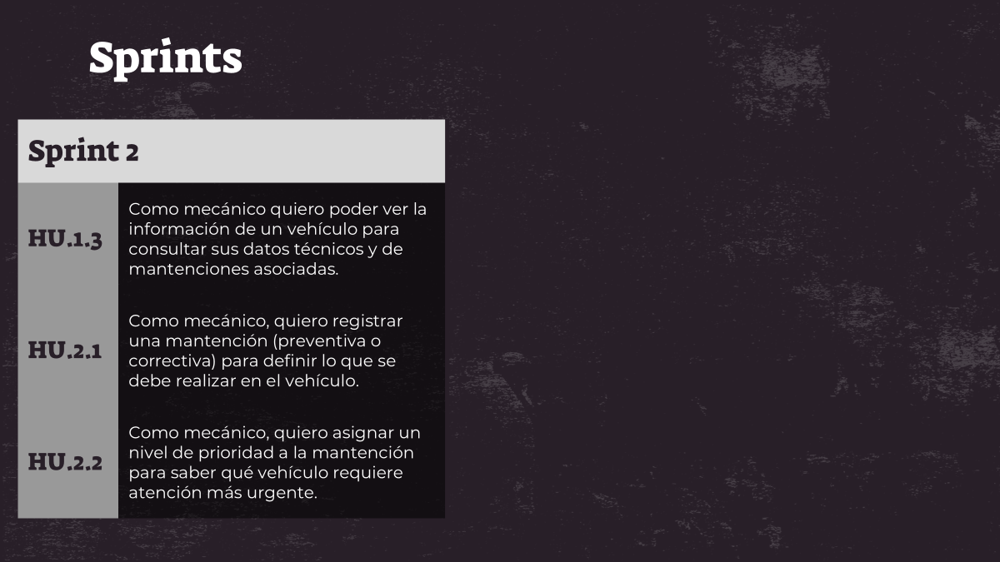 Sprints
Sprint 2
HU.1.3
Como mecánico quiero poder ver la
información de un vehículo para
consultar sus datos técnicos y de
mantenciones asociadas.
HU.2.1
Como mecánico, quiero registrar
una mantención (preventiva o
correctiva) para definir lo que se
debe realizar en el vehículo.
HU.2.2
Como mecánico, quiero asignar un
nivel de prioridad a la mantención
para saber qué vehículo requiere
atención más urgente.